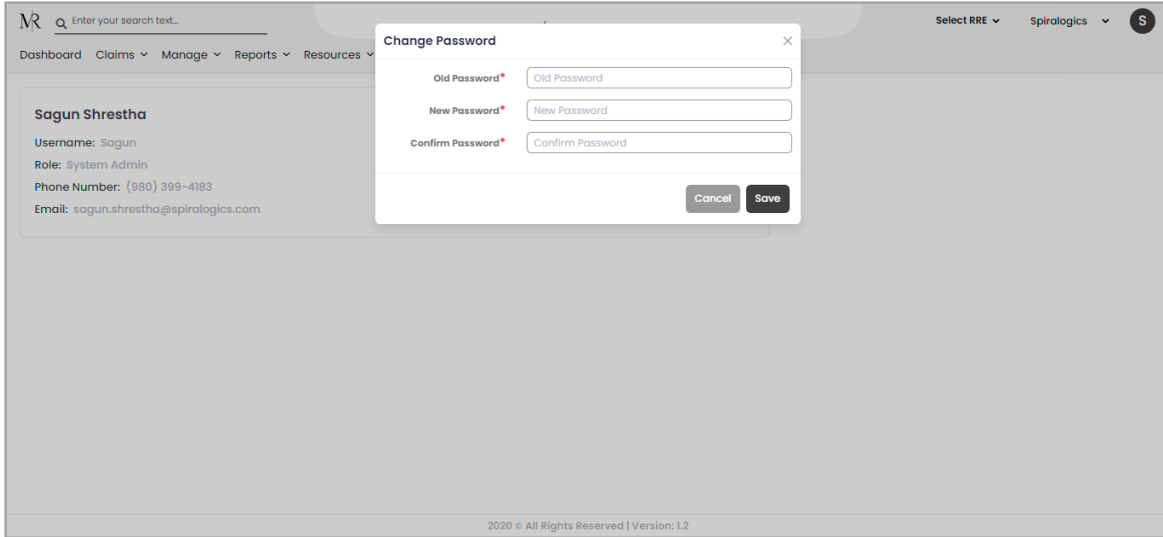 MR
Enter your search text...
Select RRE
Spiralogics
S
Dashboard Claims Manage Reports Resources
Change Password
Old Password* Old Password
New Password* New Password
Confirm Password* Confirm Password
Cancel Save
Sagun Shrestha
Username: Sagun
Role: System Admin
Phone Number: (980) 399-4183
Email: sagun.shrestha@spiralogics.com
2020 © All Rights Reserved | Version: 1.2